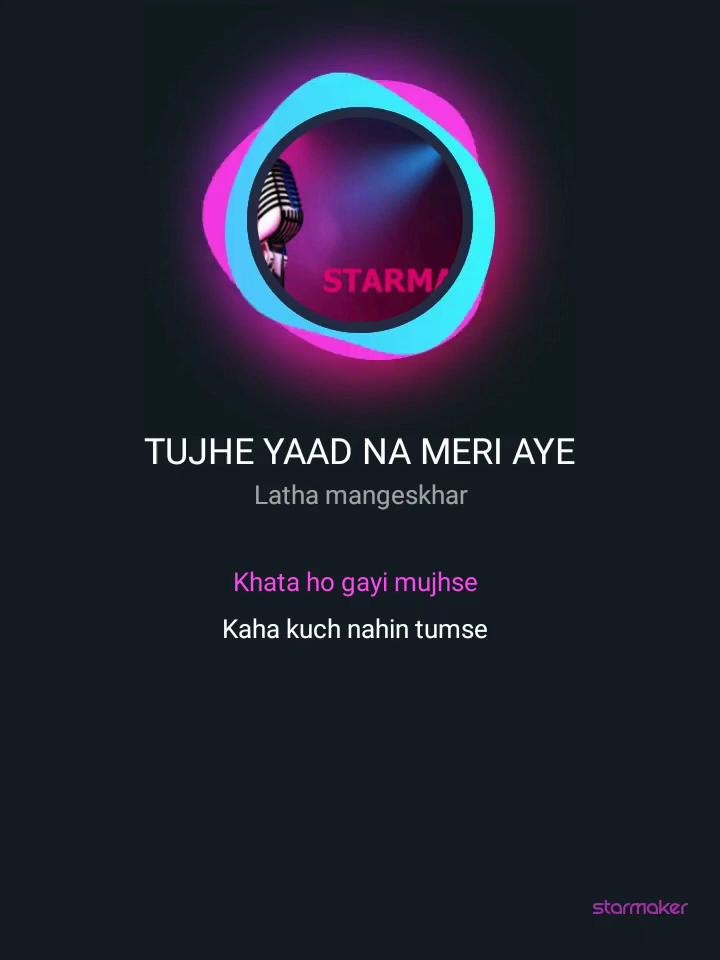 STARMA
TUJHE YAAD NA MERI AYE
Latha mangeskhar
Khata ho gayi mujhse
Kaha kuch nahin tumse
starmaker